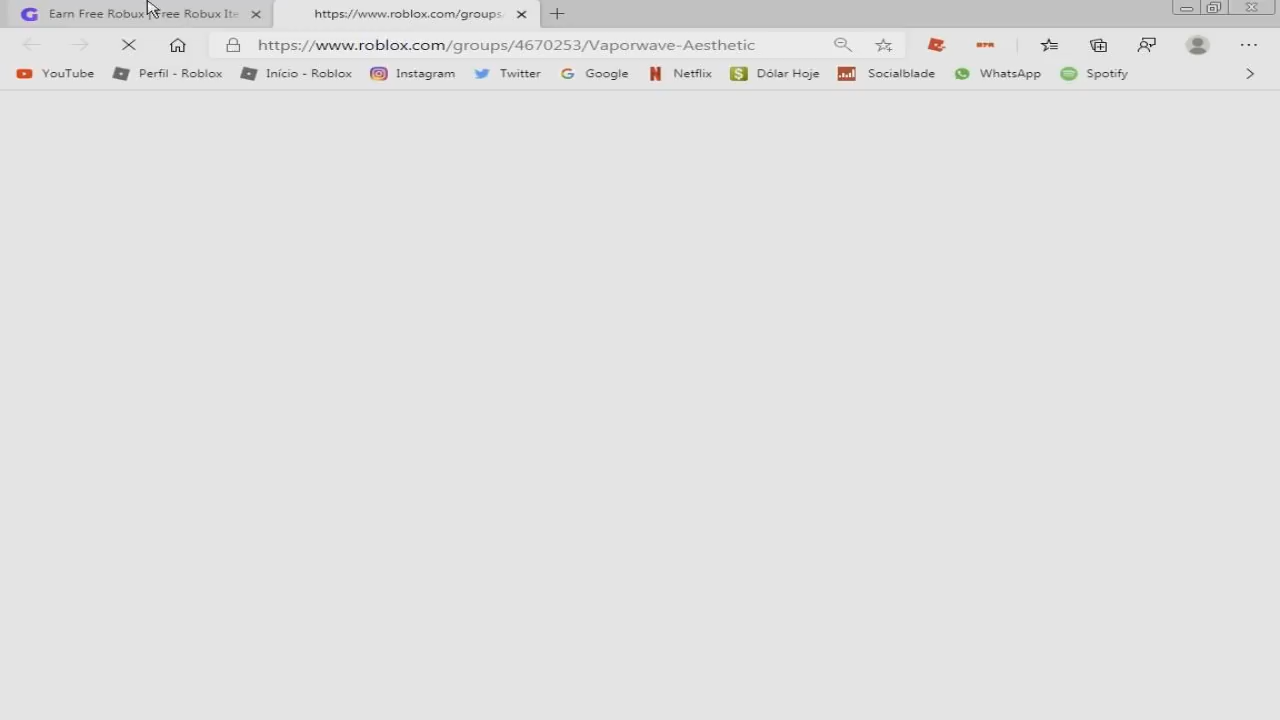 Earn Free Robux | Free Robux Ite
https://www.roblox.com/groups
https://www.roblox.com/groups/4670253/Vaporwave-Aesthetic
YouTube Perfil - Roblox Início - Roblox Instagram Twitter Google Netflix Dólar Hoje Socialblade WhatsApp Spotify